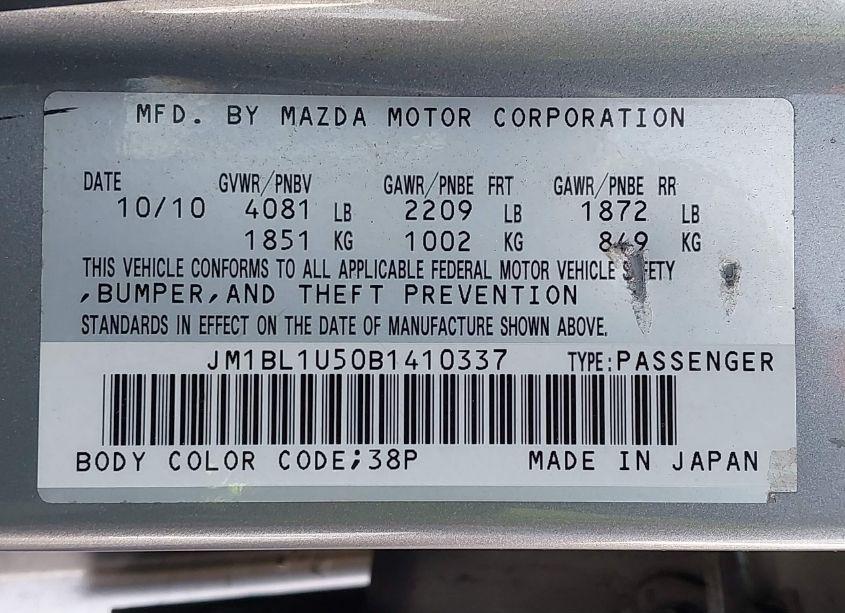 MFD. BY MAZDA MOTOR CORPORATION
DATE GVWR/PNBV GAWR/PNBE FRT GAWR/PNBE RR
10/10 4081 LB 2209 LB 1872 LB
1851 KG 1002 KG 849 KG
THIS VEHICLE CONFORMS TO ALL APPLICABLE FEDERAL MOTOR VEHICLE SAFETY
,BUMPER,AND THEFT PREVENTION
STANDARDS IN EFFECT ON THE DATE OF MANUFACTURE SHOWN ABOVE.
JM1BL1U50B1410337 TYPE:PASSENGER
BODY COLOR CODE;38P MADE IN JAPAN